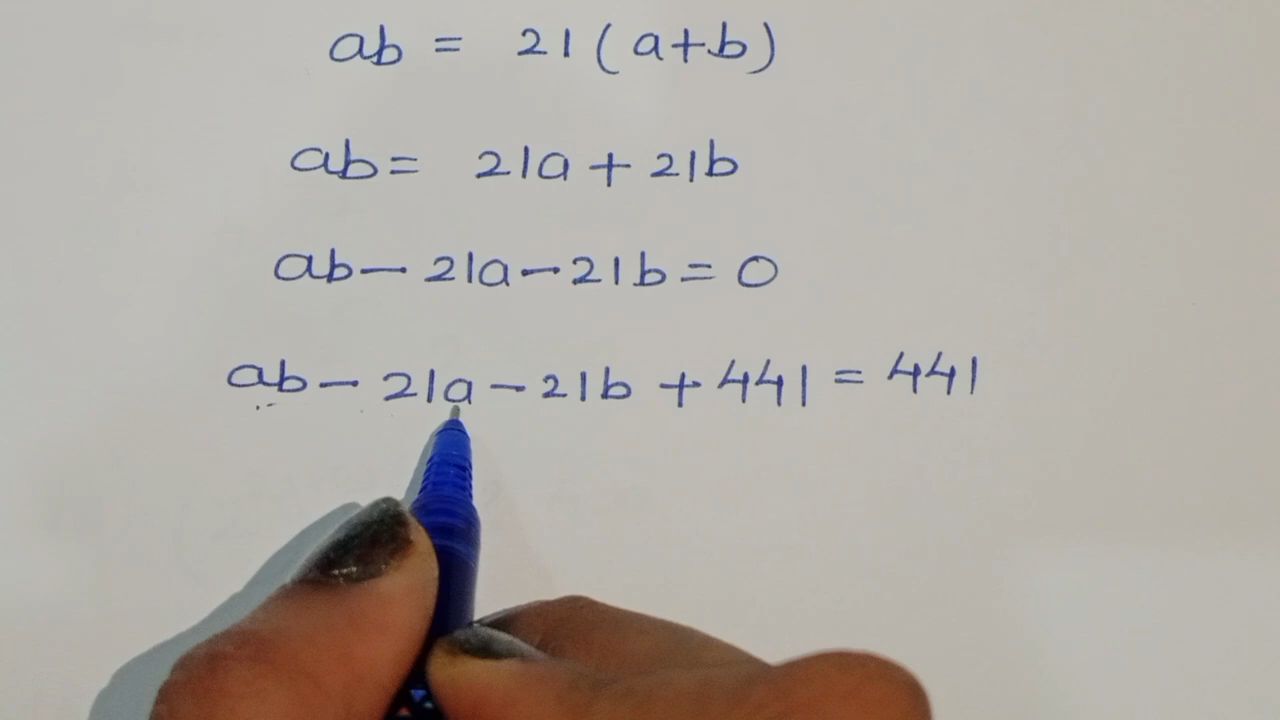 ab = 21(a+b)
ab = 21a + 21b
ab - 21a - 21b = 0
ab - 21a - 21b + 441 = 441